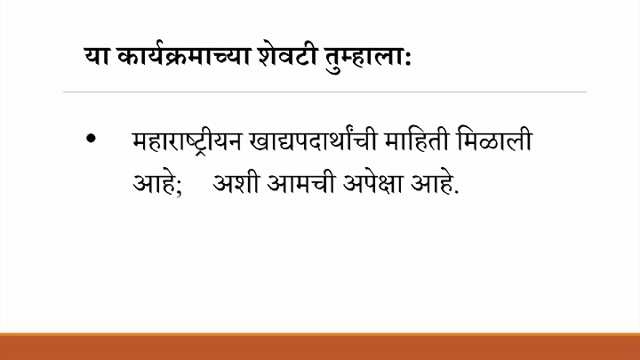 या कार्यक्रमाच्या शेवटी तुम्हाला:
• महाराष्ट्रीयन खाद्यपदार्थांची माहिती मिळाली
आहे; अशी आमची अपेक्षा आहे.